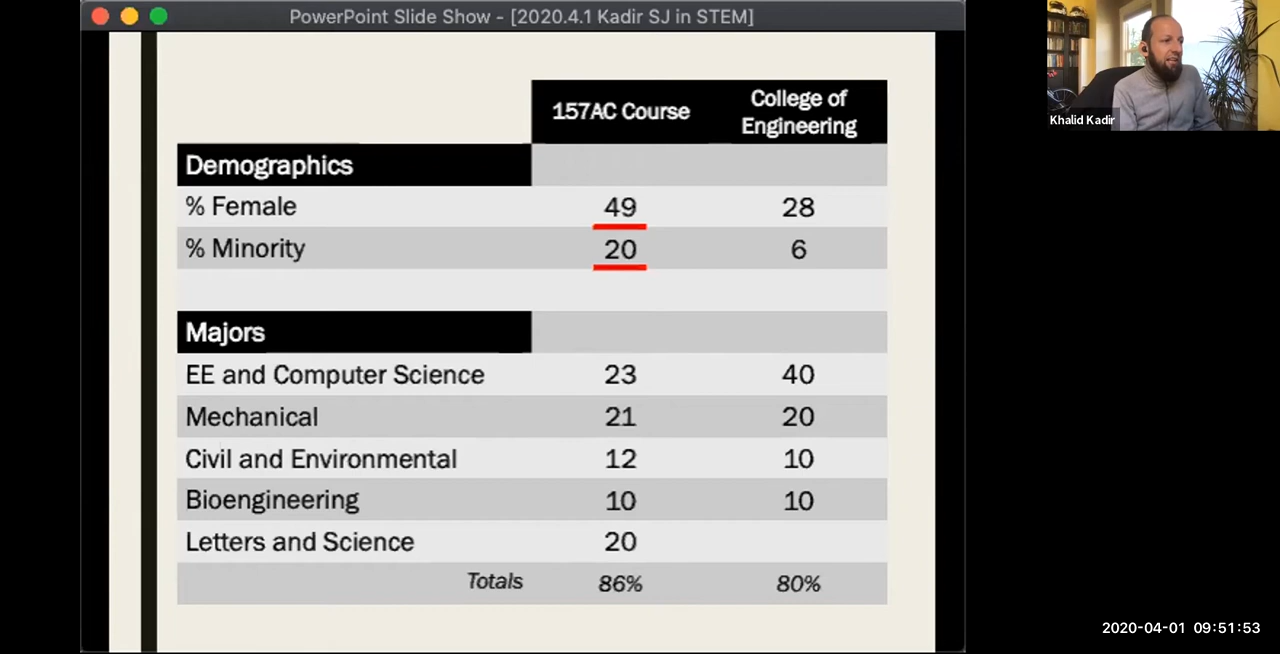 PowerPoint Slide Show - [2020.4.1 Kadir SJ in STEM]
Khalid Kadir
157AC Course
College of
Engineering
Demographics
% Female 49 28
% Minority 20 6
Majors
EE and Computer Science 23 40
Mechanical 21 20
Civil and Environmental 12 10
Bioengineering 10 10
Letters and Science 20
Totals 86% 80%
2020-04-01 09:51:53